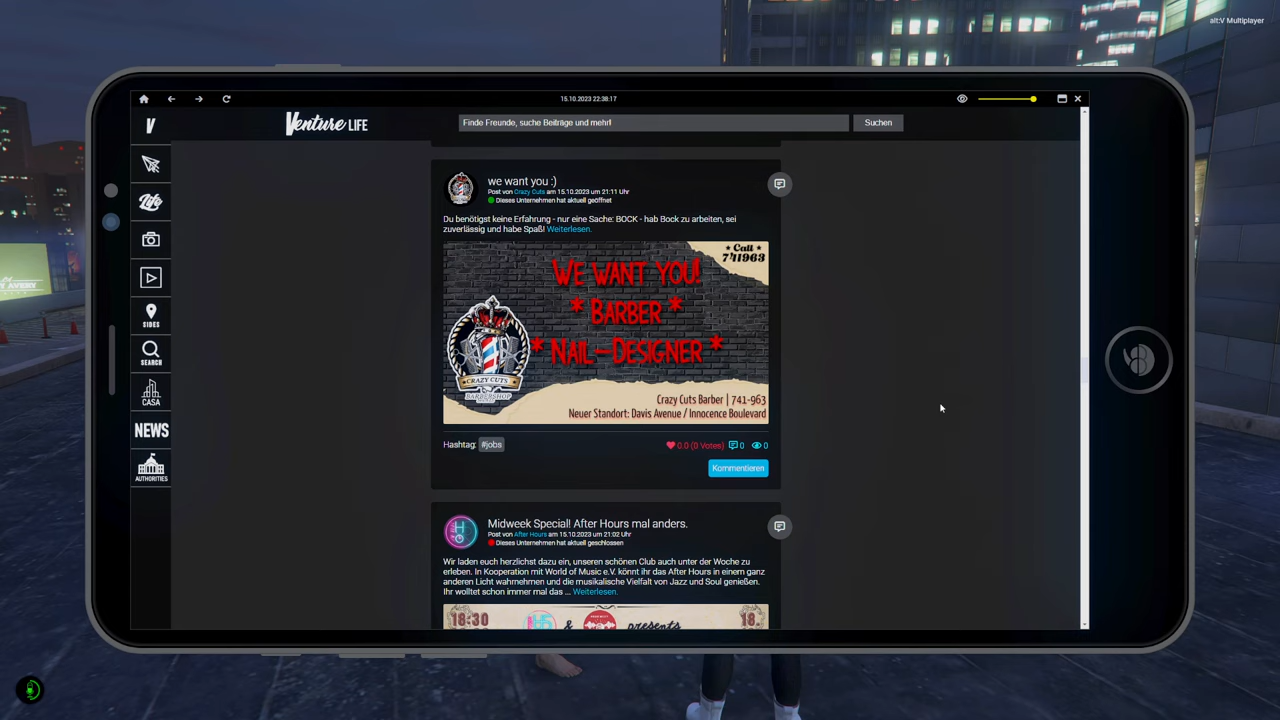 alt:V Multiplayer
15.10.2023 22:38:17
V
Venture LIFE
Finde Freunde, suche Beiträge und mehr!
Suchen
Life
SIDES
SEARCH
CASA
NEWS
AUTHORITIES
we want you :)
Post von Crazy Cuts am 15.10.2023 um 21:11 Uhr
Dieses Unternehmen hat aktuell geöffnet
Du benötigst keine Erfahrung - nur eine Sache: BOCK - hab Bock zu arbeiten, sei
zuverlässig und habe Spaß! Weiterlesen.
* Call *
741963
WE WANT YOU!
* BARBER *
* NAIL-DESIGNER *
CRAZY CUTS
BARBERSHOP
Crazy Cuts Barber | 741-963
Neuer Standort: Davis Avenue / Innocence Boulevard
Hashtag: #jobs
0.0 (0 Votes) 0 0
Kommentieren
Midweek Special! After Hours mal anders.
Post von After Hours am 15.10.2023 um 21:02 Uhr
Dieses Unternehmen hat aktuell geschlossen
Wir laden euch herzlichst dazu ein, unseren schönen Club auch unter der Woche zu
erleben. In Kooperation mit World of Music e.V. könnt ihr das After Hours in einem ganz
anderen Licht wahrnehmen und die musikalische Vielfalt von Jazz und Soul genießen.
Ihr wolltet schon immer mal das ... Weiterlesen.
18:30 & presents 18.